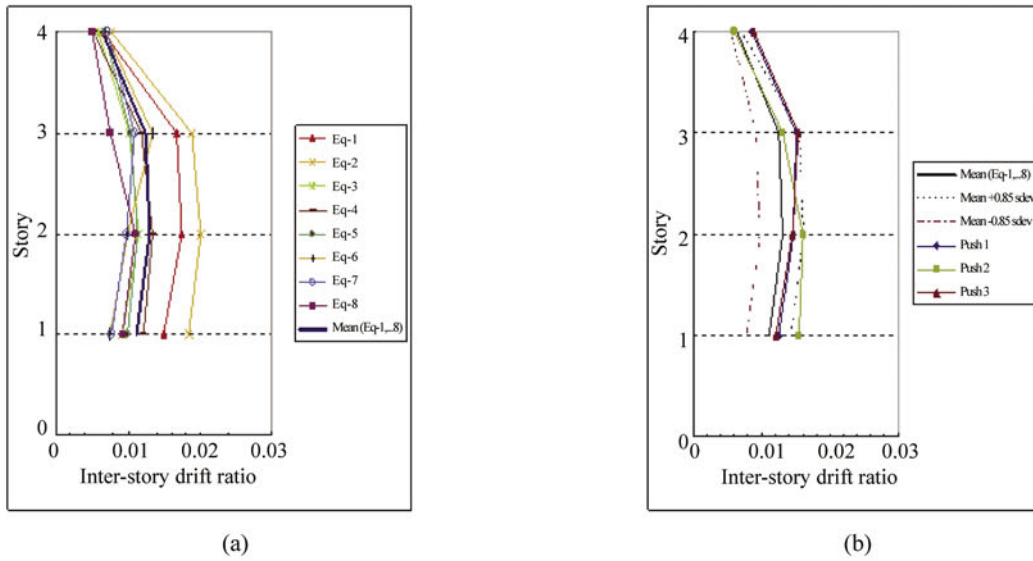 4
3
2
1
0
Story
0
0.01
0.02
0.03
Inter-story drift ratio
Eq-1
Eq-2
Eq-3
Eq-4
Eq-5
Eq-6
Eq-7
Eq-8
Mean (Eq-1,..8)
(a)
4
3
2
1
0
Story
0
0.01
0.02
0.03
Inter-story drift ratio
Mean (Eq-1,..8)
Mean +0.85 sdev
Mean -0.85 sdev
Push 1
Push 2
Push 3
(b)